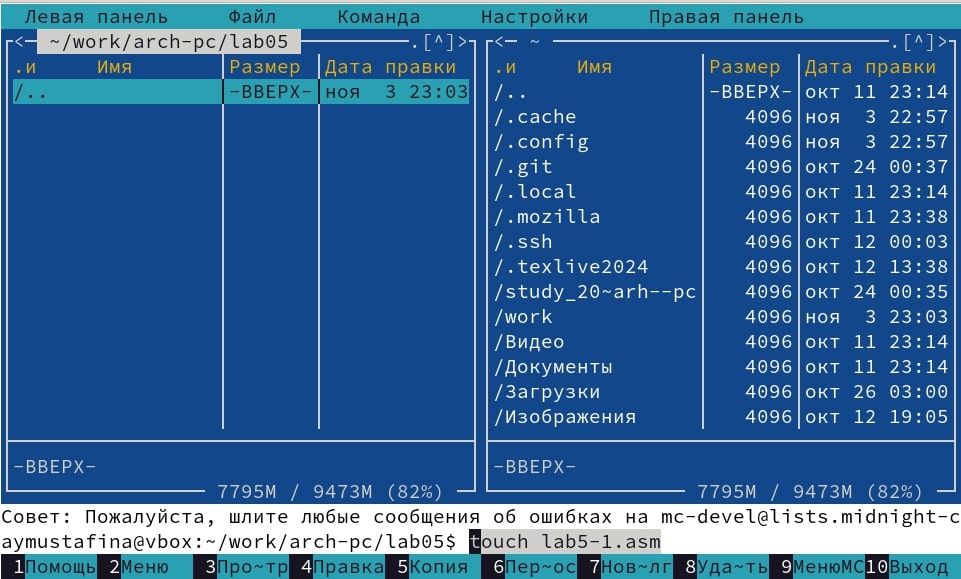 Левая панель Файл Команда Настройки Правая панель
<─ ~/work/arch-pc/lab05 ─.[^]>
.и Имя Размер Дата правки
/.. -ВВЕРХ- ноя 3 23:03
-ВВЕРХ-
7795M / 9473M (82%)
<─ ~ ─.[^]>
.и Имя Размер Дата правки
/.. -ВВЕРХ- окт 11 23:14
/.cache 4096 ноя 3 22:57
/.config 4096 ноя 3 22:57
/.git 4096 окт 24 00:37
/.local 4096 окт 11 23:14
/.mozilla 4096 окт 11 23:38
/.ssh 4096 окт 12 00:03
/.texlive2024 4096 окт 12 13:38
/study_20~arh--pc 4096 окт 24 00:35
/work 4096 ноя 3 23:03
/Видео 4096 окт 11 23:14
/Документы 4096 окт 11 23:14
/Загрузки 4096 окт 26 03:00
/Изображения 4096 окт 12 19:05
-ВВЕРХ-
7795M / 9473M (82%)
Совет: Пожалуйста, шлите любые сообщения об ошибках на mc-devel@lists.midnight-c
aymustafina@vbox:~/work/arch-pc/lab05$ touch lab5-1.asm
1Помощь 2Меню 3Про~тр 4Правка 5Копия 6Пер~ос 7Нов~лг 8Уда~ть 9МенюMC 10Выход